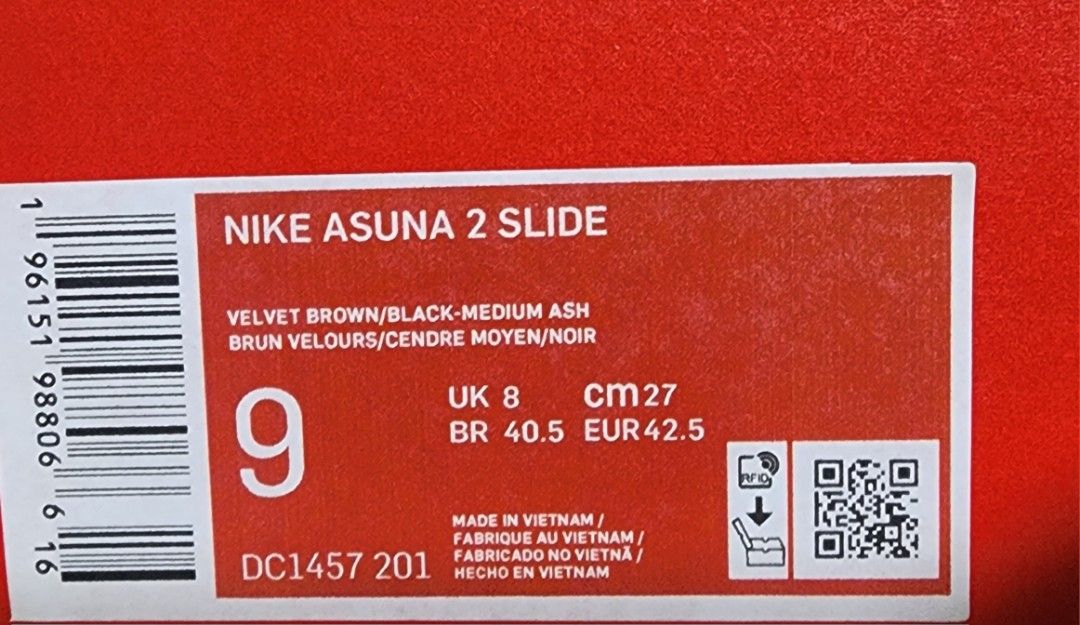 NIKE ASUNA 2 SLIDE
VELVET BROWN/BLACK-MEDIUM ASH
BRUN VELOURS/CENDRE MOYEN/NOIR
9
UK 8 cm 27
BR 40.5 EUR 42.5
MADE IN VIETNAM /
FABRIQUE AU VIETNAM /
FABRICADO NO VIETNÃ /
HECHO EN VIETNAM
DC1457 201
RFID
1 96151 98806 6 16